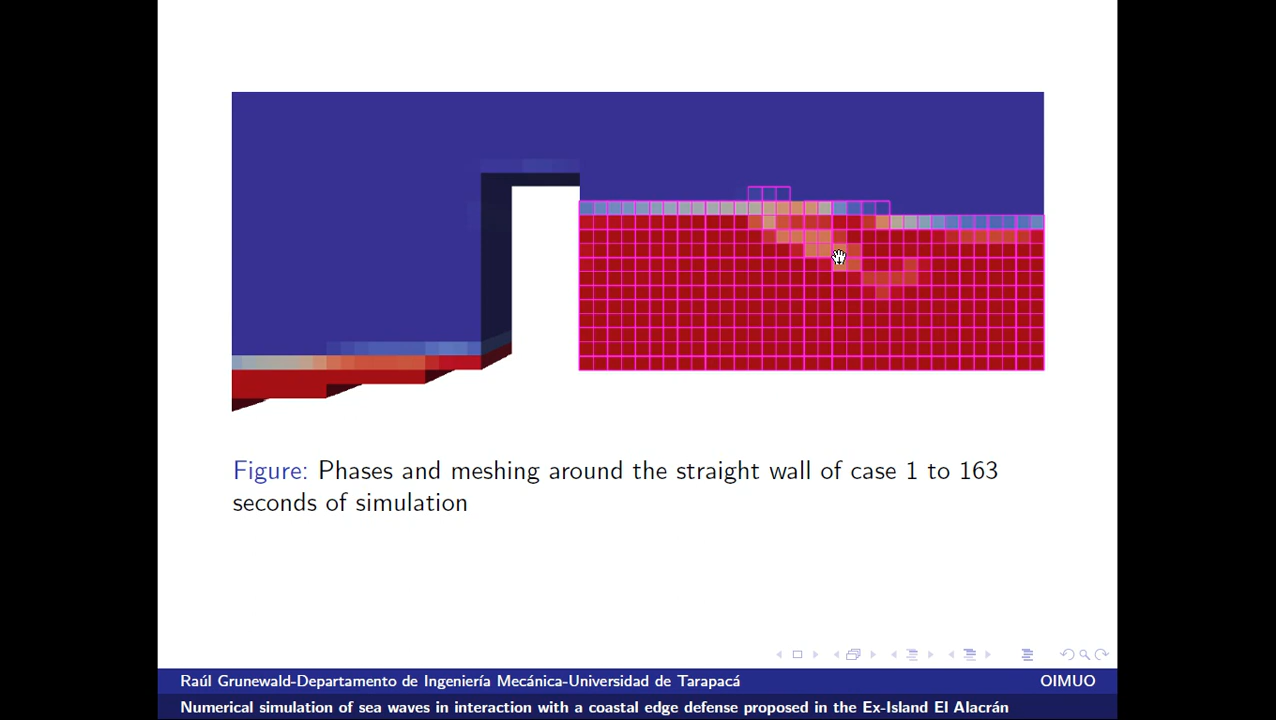 Figure: Phases and meshing around the straight wall of case 1 to 163
seconds of simulation
Raúl Grunewald-Departamento de Ingeniería Mecánica-Universidad de Tarapacá OIMUO
Numerical simulation of sea waves in interaction with a coastal edge defense proposed in the Ex-Island El Alacrán